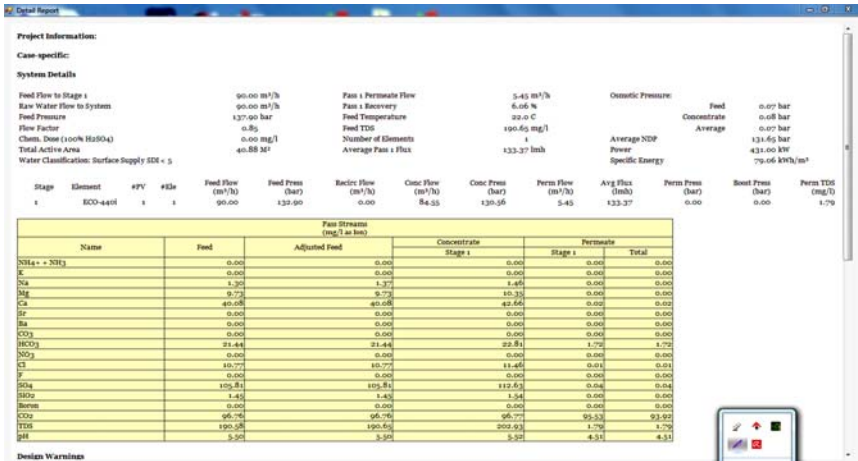 Detail Report
Project Information:
Case-specific:
System Details
Feed Flow to Stage 1 90.00 m³/h Pass 1 Permeate Flow 5.45 m³/h Osmotic Pressure:
Raw Water Flow to System 90.00 m³/h Pass 1 Recovery 6.06 % Feed 0.07 bar
Feed Pressure 137.90 bar Feed Temperature 22.0 C Concentrate 0.08 bar
Flow Factor 0.85 Feed TDS 190.65 mg/l Average 0.07 bar
Chem. Dose (100% H2SO4) 0.00 mg/l Number of Elements 1 Average NDP 131.65 bar
Total Active Area 40.88 M² Average Pass 1 Flux 133.37 lmh Power 431.00 kW
Water Classification: Surface Supply SDI < 5 Specific Energy 79.06 kWh/m³
Stage Element #PV #Ele Feed Flow (m³/h) Feed Press (bar) Recirc Flow (m³/h) Conc Flow (m³/h) Conc Press (bar) Perm Flow (m³/h) Avg Flux (lmh) Perm Press (bar) Boost Press (bar) Perm TDS (mg/l)
1 ECO-440i 1 1 90.00 132.90 0.00 84.55 130.56 5.45 133.37 0.00 0.00 1.79
Pass Streams
(mg/l as Ion)
Name Feed Adjusted Feed Concentrate Permeate
Stage 1 Stage 1 Total
NH4+ + NH3 0.00 0.00 0.00 0.00 0.00
K 0.00 0.00 0.00 0.00 0.00
Na 1.30 1.37 1.46 0.00 0.00
Mg 9.73 9.73 10.35 0.00 0.00
Ca 40.08 40.08 42.66 0.02 0.02
Sr 0.00 0.00 0.00 0.00 0.00
Ba 0.00 0.00 0.00 0.00 0.00
CO3 0.00 0.00 0.00 0.00 0.00
HCO3 21.44 21.44 22.81 1.72 1.72
NO3 0.00 0.00 0.00 0.00 0.00
Cl 10.77 10.77 11.46 0.01 0.01
F 0.00 0.00 0.00 0.00 0.00
SO4 105.81 105.81 112.63 0.04 0.04
SiO2 1.45 1.45 1.54 0.00 0.00
Boron 0.00 0.00 0.00 0.00 0.00
CO2 96.76 96.76 96.77 95.53 93.92
TDS 190.58 190.65 202.93 1.79 1.79
pH 5.50 5.50 5.52 4.51 4.51
Design Warnings